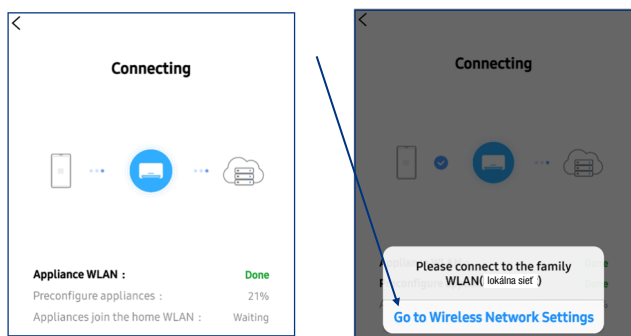 Connecting
Appliance WLAN : Done
Preconfigure appliances : 21%
Appliances join the home WLAN : Waiting
Connecting
Please connect to the family
WLAN( lokálna sieť )
Go to Wireless Network Settings